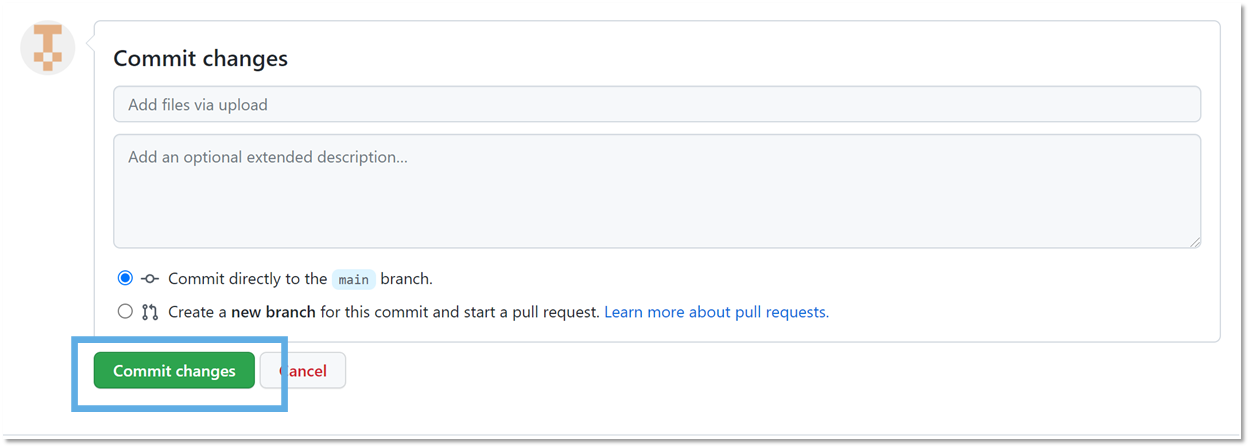 Commit changes
Add files via upload
Add an optional extended description...
Commit directly to the main branch.
Create a new branch for this commit and start a pull request. Learn more about pull requests.
Commit changes Cancel